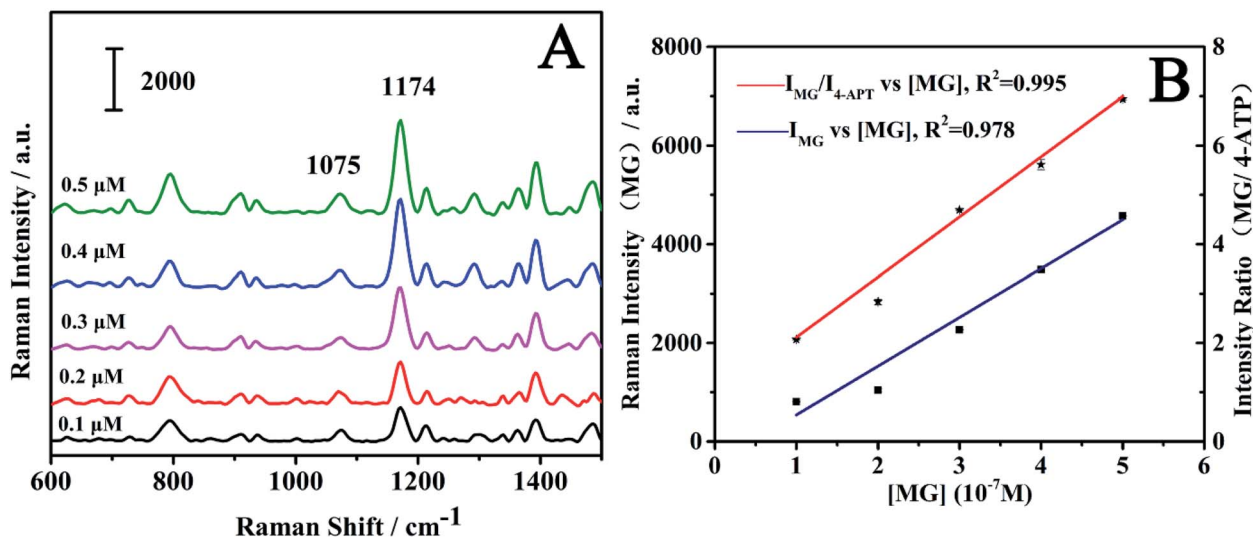 A
2000
1174
1075
0.5 μM
0.4 μM
0.3 μM
0.2 μM
0.1 μM
Raman Intensity / a.u.
600 800 1000 1200 1400
Raman Shift / cm⁻¹
B
I_MG/I_4-APT vs [MG], R²=0.995
I_MG vs [MG], R²=0.978
8000
6000
4000
2000
0
Raman Intensity （MG）/ a.u.
8
6
4
2
0
Intensity Ratio （MG/ 4-ATP）
0 1 2 3 4 5 6
[MG] (10⁻⁷M)